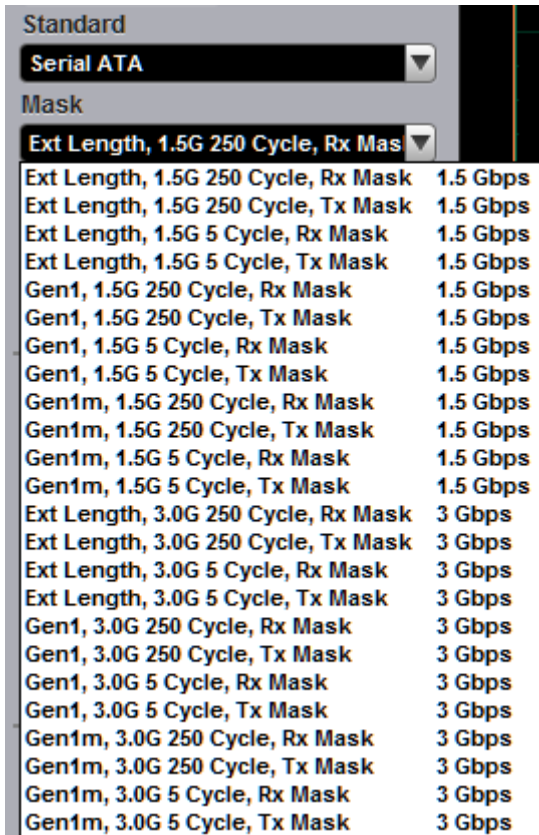 Standard
Serial ATA
Mask
Ext Length, 1.5G 250 Cycle, Rx Mas
Ext Length, 1.5G 250 Cycle, Rx Mask 1.5 Gbps
Ext Length, 1.5G 250 Cycle, Tx Mask 1.5 Gbps
Ext Length, 1.5G 5 Cycle, Rx Mask 1.5 Gbps
Ext Length, 1.5G 5 Cycle, Tx Mask 1.5 Gbps
Gen1, 1.5G 250 Cycle, Rx Mask 1.5 Gbps
Gen1, 1.5G 250 Cycle, Tx Mask 1.5 Gbps
Gen1, 1.5G 5 Cycle, Rx Mask 1.5 Gbps
Gen1, 1.5G 5 Cycle, Tx Mask 1.5 Gbps
Gen1m, 1.5G 250 Cycle, Rx Mask 1.5 Gbps
Gen1m, 1.5G 250 Cycle, Tx Mask 1.5 Gbps
Gen1m, 1.5G 5 Cycle, Rx Mask 1.5 Gbps
Gen1m, 1.5G 5 Cycle, Tx Mask 1.5 Gbps
Ext Length, 3.0G 250 Cycle, Rx Mask 3 Gbps
Ext Length, 3.0G 250 Cycle, Tx Mask 3 Gbps
Ext Length, 3.0G 5 Cycle, Rx Mask 3 Gbps
Ext Length, 3.0G 5 Cycle, Tx Mask 3 Gbps
Gen1, 3.0G 250 Cycle, Rx Mask 3 Gbps
Gen1, 3.0G 250 Cycle, Tx Mask 3 Gbps
Gen1, 3.0G 5 Cycle, Rx Mask 3 Gbps
Gen1, 3.0G 5 Cycle, Tx Mask 3 Gbps
Gen1m, 3.0G 250 Cycle, Rx Mask 3 Gbps
Gen1m, 3.0G 250 Cycle, Tx Mask 3 Gbps
Gen1m, 3.0G 5 Cycle, Rx Mask 3 Gbps
Gen1m, 3.0G 5 Cycle, Tx Mask 3 Gbps